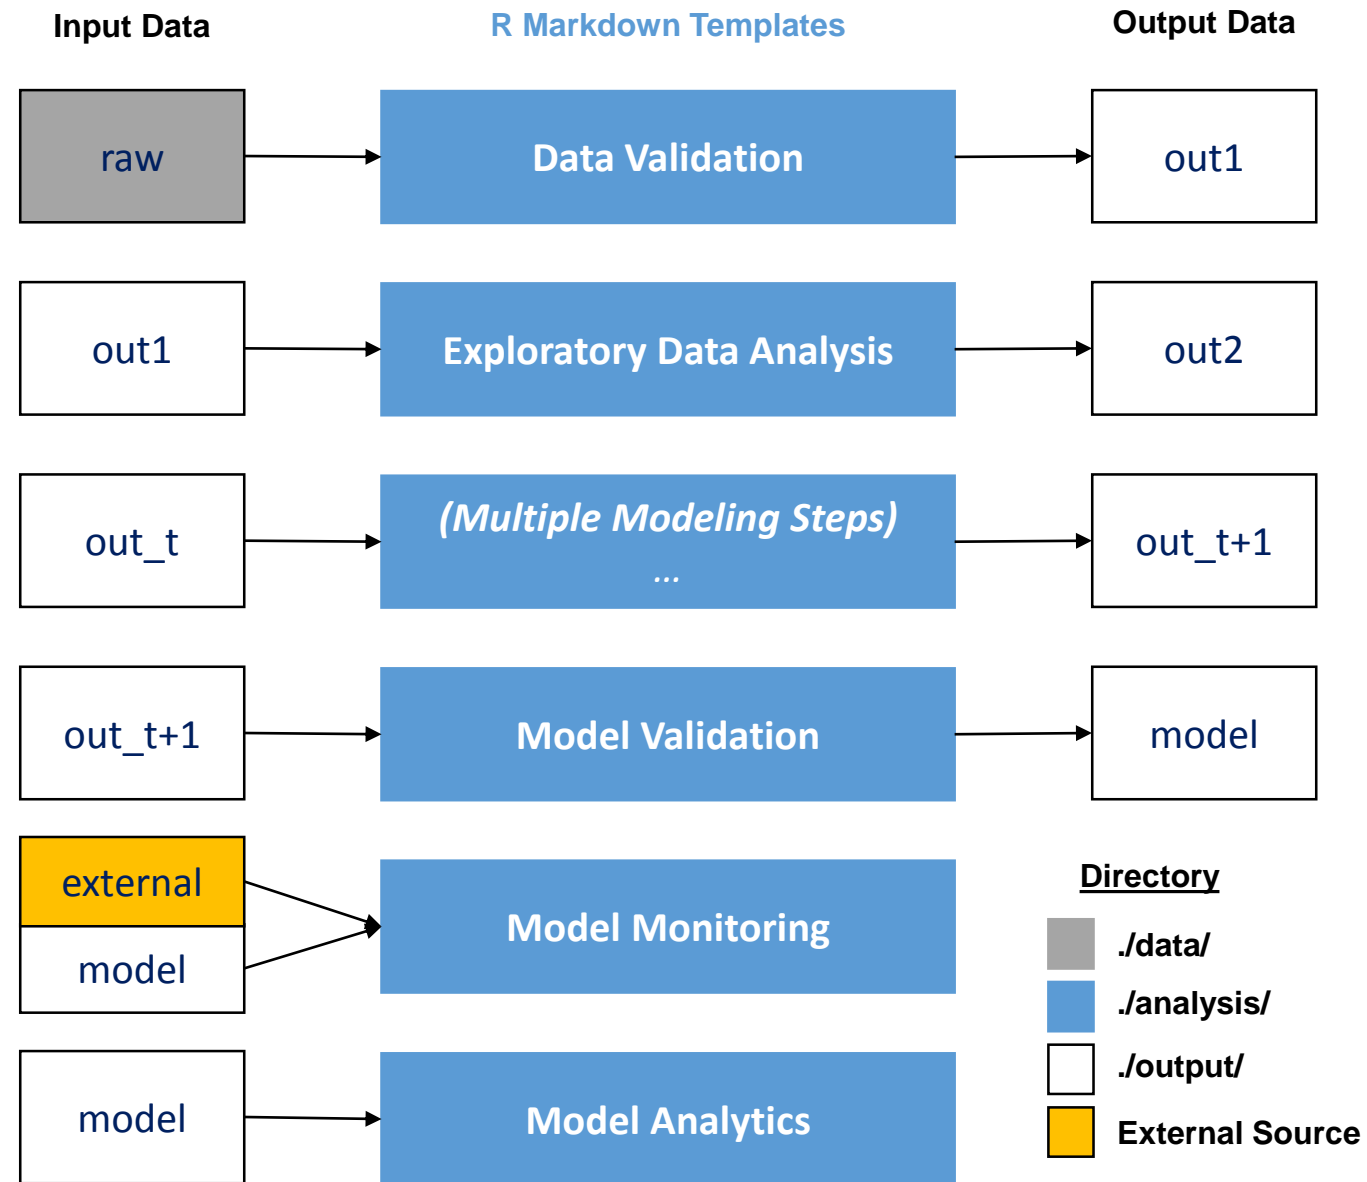 Input Data
R Markdown Templates
Output Data
raw
Data Validation
out1
out1
Exploratory Data Analysis
out2
out_t
(Multiple Modeling Steps)
...
out_t+1
out_t+1
Model Validation
model
external
model
Model Monitoring
model
Model Analytics
Directory
./data/
./analysis/
./output/
External Source